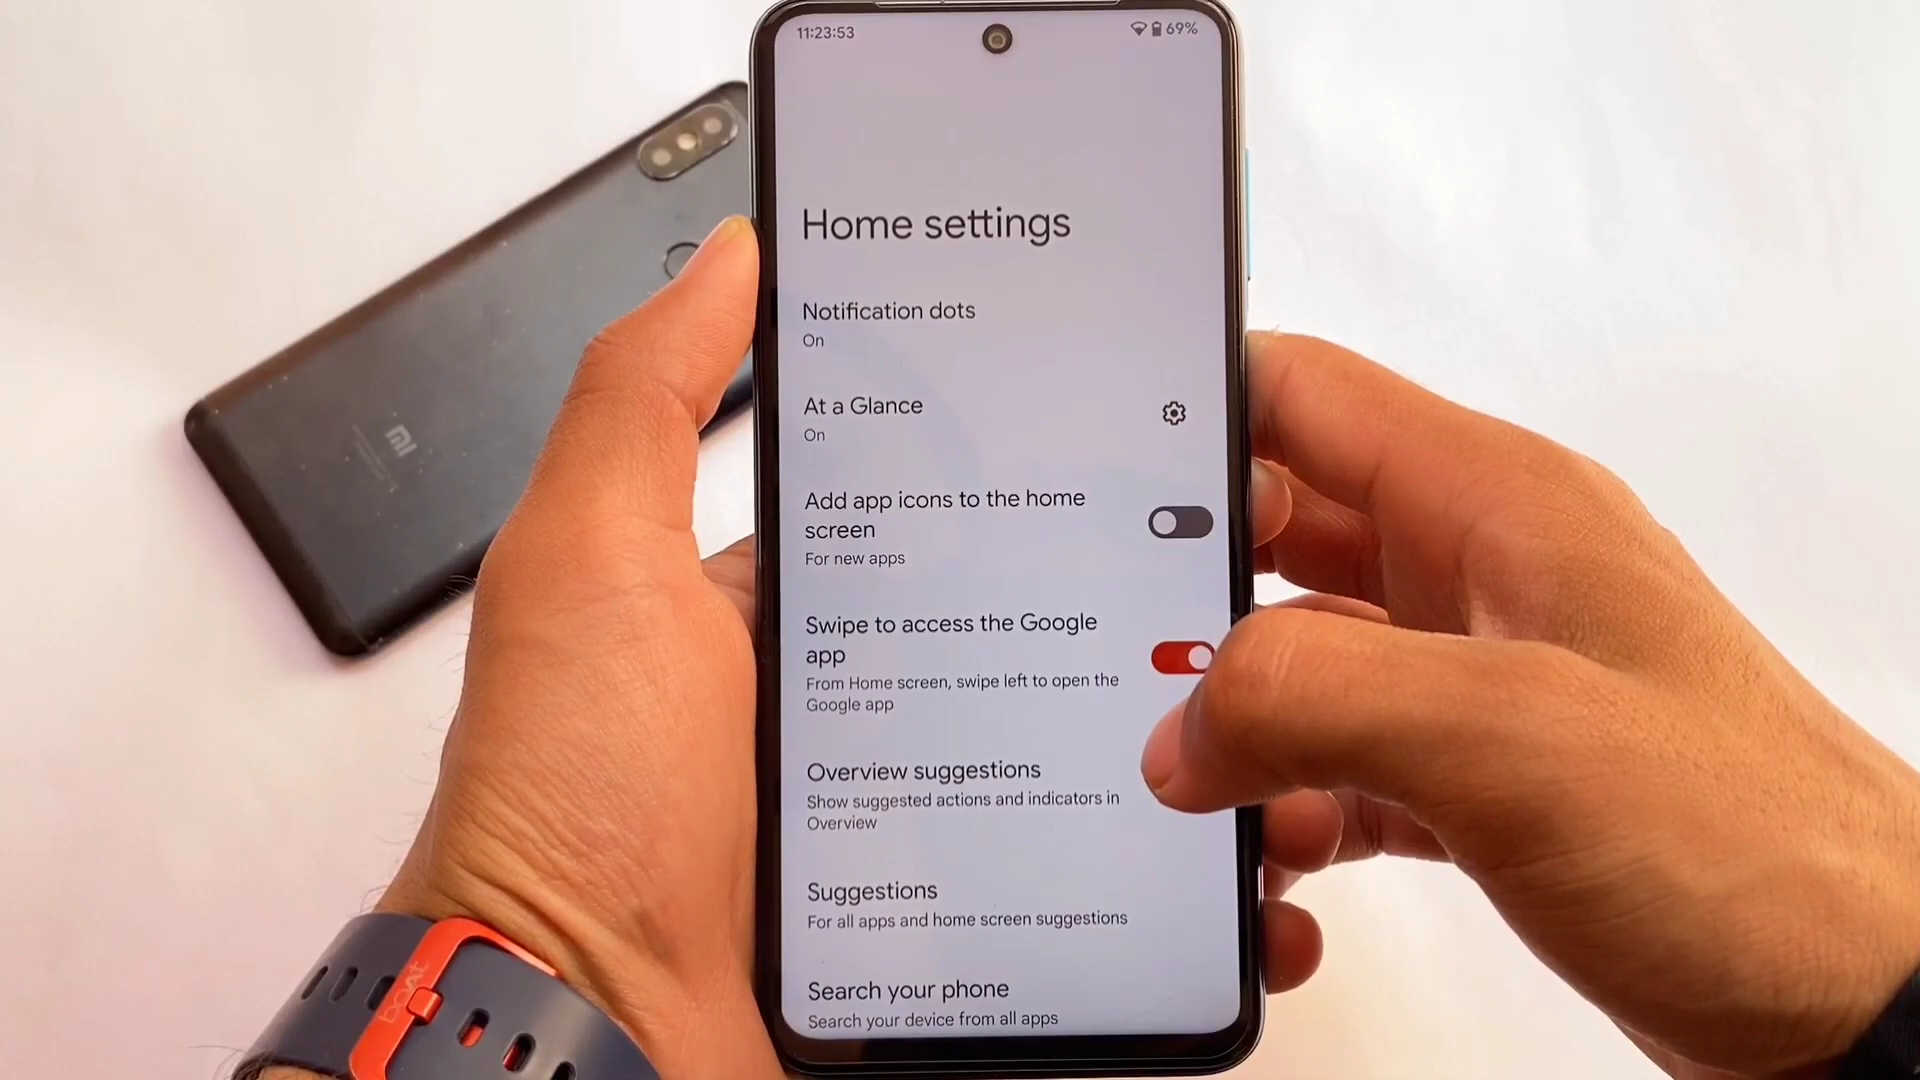 11:23:53
69%
Home settings
Notification dots
On
At a Glance
On
Add app icons to the home
screen
For new apps
Swipe to access the Google
app
From Home screen, swipe left to open the
Google app
Overview suggestions
Show suggested actions and indicators in
Overview
Suggestions
For all apps and home screen suggestions
Search your phone
Search your device from all apps
mi
boat